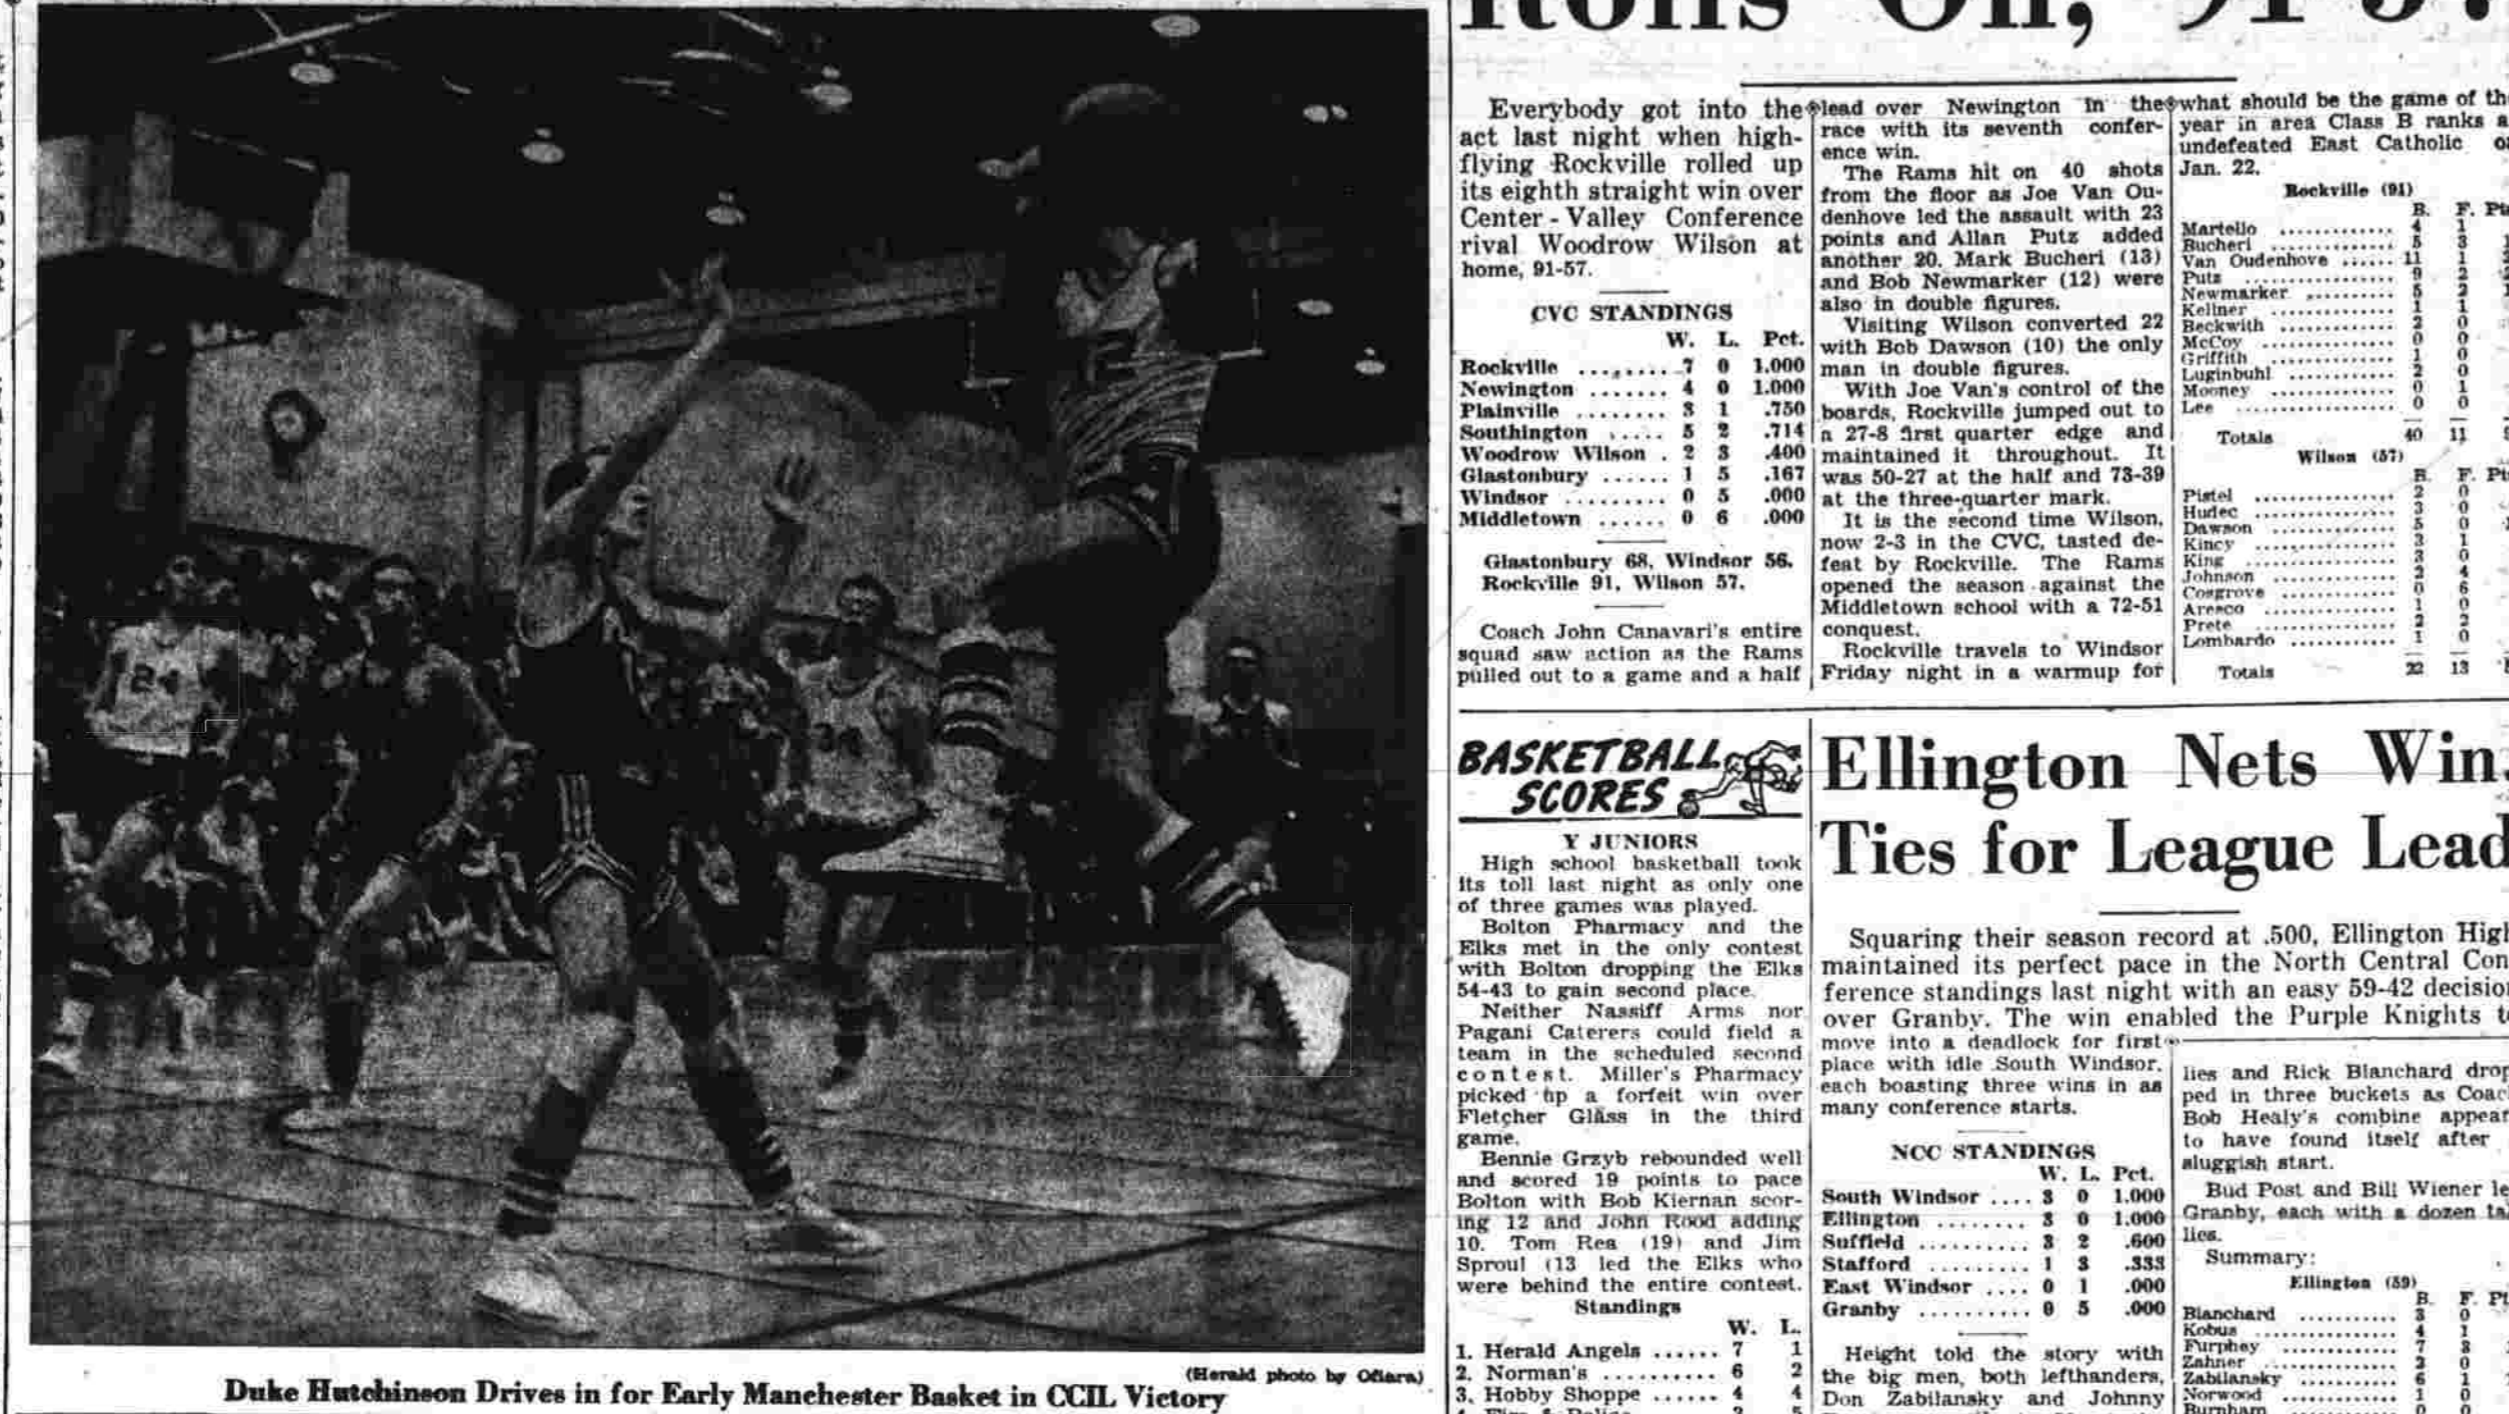 Rolls On, 91-57
Everybody got into the
act last night when high-
flying Rockville rolled up
its eighth straight win over
Center - Valley Conference
rival Woodrow Wilson at
home, 91-57.
CVC STANDINGS
W. L. Pct.
Rockville ......... 7 0 1.000
Newington ....... 4 0 1.000
Plainville ........ 3 1 .750
Southington ..... 5 2 .714
Woodrow Wilson . 2 3 .400
Glastonbury ...... 1 5 .167
Windsor ......... 0 5 .000
Middletown ...... 0 6 .000
Glastonbury 68, Windsor 56.
Rockville 91, Wilson 57.
Coach John Canavari's entire
squad saw action as the Rams
pulled out to a game and a half
lead over Newington in the
race with its seventh confer-
ence win.
The Rams hit on 40 shots
from the floor as Joe Van Ou-
denhove led the assault with 23
points and Allan Putz added
another 20. Mark Bucheri (13)
and Bob Newmarker (12) were
also in double figures.
Visiting Wilson converted 22
with Bob Dawson (10) the only
man in double figures.
With Joe Van's control of the
boards, Rockville jumped out to
a 27-8 first quarter edge and
maintained it throughout. It
was 50-27 at the half and 73-39
at the three-quarter mark.
It is the second time Wilson,
now 2-3 in the CVC, tasted de-
feat by Rockville. The Rams
opened the season against the
Middletown school with a 72-51
conquest.
Rockville travels to Windsor
Friday night in a warmup for
what should be the game of th
year in area Class B ranks a
undefeated East Catholic o
Jan. 22.
Rockville (91)
B. F. Pt
Martello ............. 4 1
Bucheri ............. 5 3
Van Oudenhove ...... 11 1
Putz ................ 9 2
Newmarker .......... 5 2
Kellner ............. 1 1
Beckwith ............ 2 0
McCoy .............. 0 0
Griffith ............. 1 0
Luginbuhl ........... 2 0
Mooney ............. 0 1
Lee ................. 0 0
Totals 40 11
Wilson (57)
B. F. Pt
Pistel ............... 2 0
Hudec .............. 3 0
Dawson ............. 5 0
Kincy ............... 3 1
King ................ 3 0
Johnson ............. 2 4
Cosgrove ............ 0 6
Aresco .............. 1 0
Prete ............... 2 2
Lombardo ........... 1 0
Totals 22 13
BASKETBALL
SCORES
Y JUNIORS
High school basketball took
its toll last night as only one
of three games was played.
Bolton Pharmacy and the
Elks met in the only contest
with Bolton dropping the Elks
54-43 to gain second place.
Neither Nassiff Arms nor
Pagani Caterers could field a
team in the scheduled second
contest. Miller's Pharmacy
picked up a forfeit win over
Fletcher Glass in the third
game.
Bennie Grzyb rebounded well
and scored 19 points to pace
Bolton with Bob Kiernan scor-
ing 12 and John Rood adding
10. Tom Rea (19) and Jim
Sproul (13 led the Elks who
were behind the entire contest.
Standings
W. L.
1. Herald Angels ...... 7 1
2. Norman's .......... 6 2
3. Hobby Shoppe ...... 4 4
Ellington Nets Win,
Ties for League Lead
Squaring their season record at .500, Ellington High
maintained its perfect pace in the North Central Con-
ference standings last night with an easy 59-42 decision
over Granby. The win enabled the Purple Knights t
move into a deadlock for first
place with idle South Windsor,
each boasting three wins in as
many conference starts.
NCC STANDINGS
W. L. Pct.
South Windsor .... 3 0 1.000
Ellington ........ 3 0 1.000
Suffield .......... 3 2 .600
Stafford ......... 1 3 .333
East Windsor .... 0 1 .000
Granby .......... 0 5 .000
Height told the story with
the big men, both lefthanders,
Don Zabilansky and Johnny
lies and Rick Blanchard drop
ped in three buckets as Coac
Bob Healy's combine appear
to have found itself after
sluggish start.
Bud Post and Bill Wiener le
Granby, each with a dozen tal
lies.
Summary:
Ellington (59)
B. F. Pt
Blanchard ........... 3 0
Kobus ............... 4 1
Furphey ............. 7 3
Zahner .............. 2 0
Zabilansky .......... 6 1
Norwood ............ 1 0
Burnham ............ 0 0
24
34
(Herald photo by Ofiara)
Duke Hutchinson Drives in for Early Manchester Basket in CCIL Victory